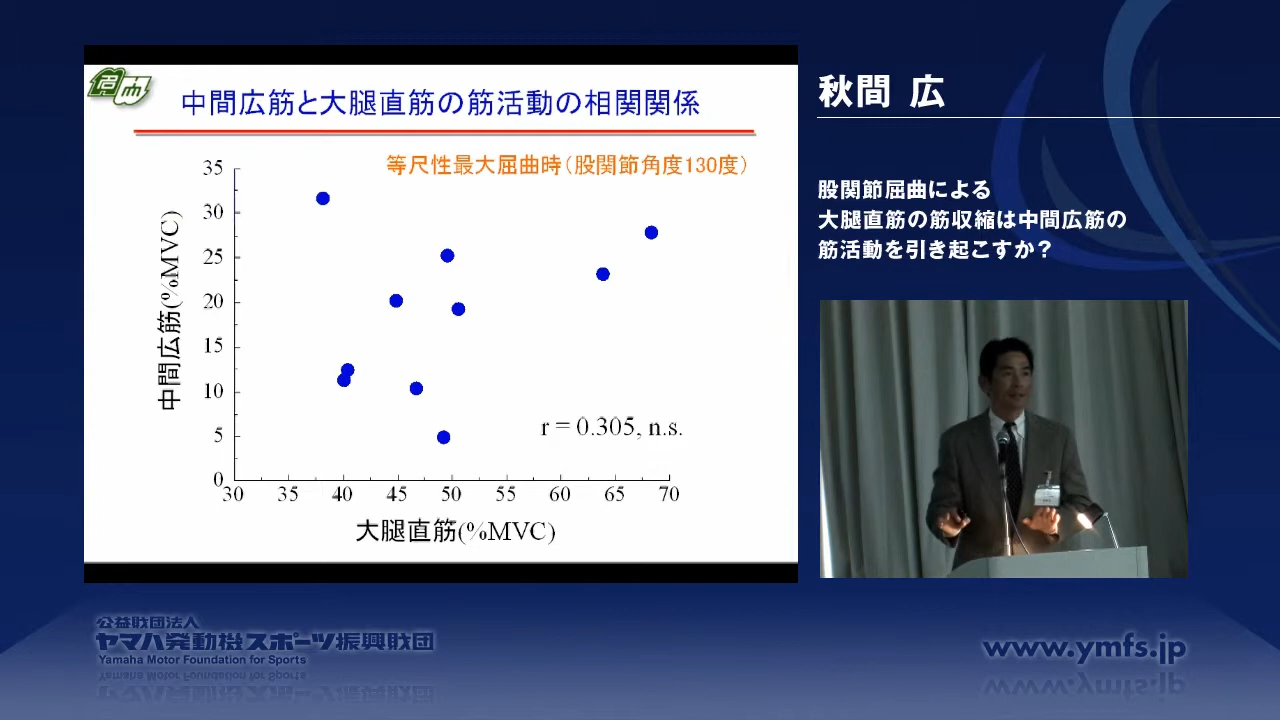 中間広筋と大腿直筋の筋活動の相関関係
等尺性最大屈曲時(股関節角度130度)
中間広筋(%MVC)
35
30
25
20
15
10
5
0
30 35 40 45 50 55 60 65 70
大腿直筋(%MVC)
r = 0.305, n.s.
秋間 広
股関節屈曲による
大腿直筋の筋収縮は中間広筋の
筋活動を引き起こすか?
公益財団法人
ヤマハ発動機スポーツ振興財団
Yamaha Motor Foundation for Sports
www.ymfs.jp